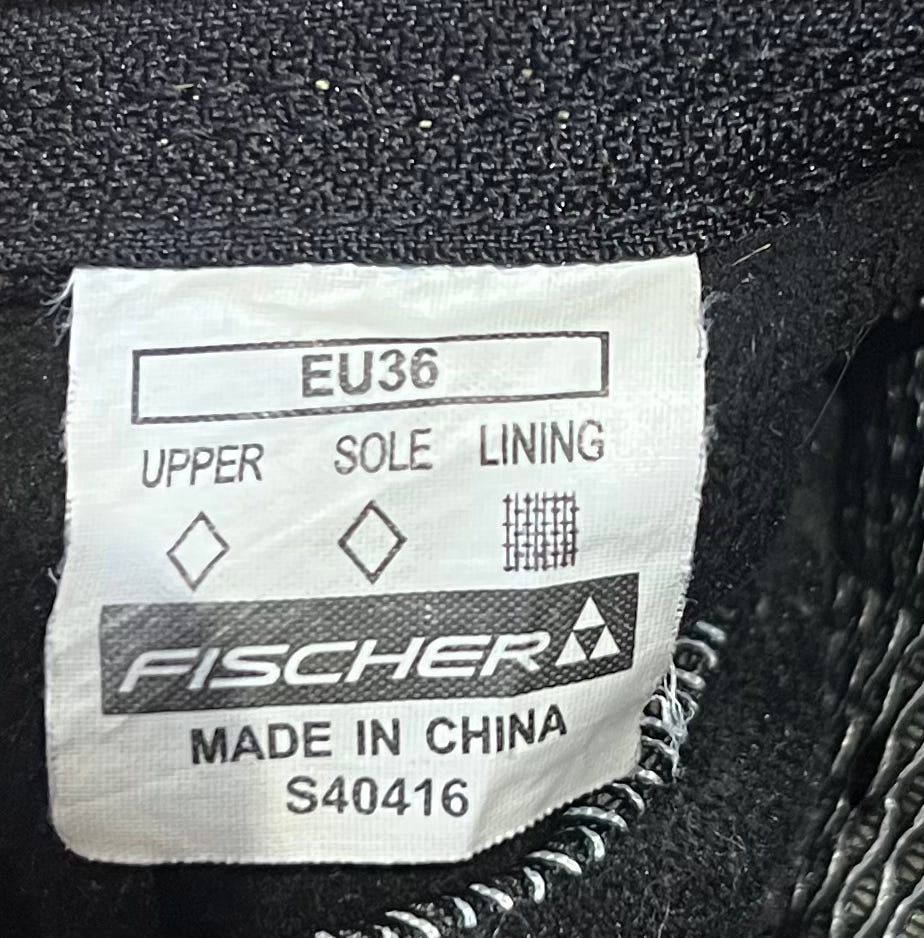 EU36
UPPER SOLE LINING
FISCHER
MADE IN CHINA
S40416